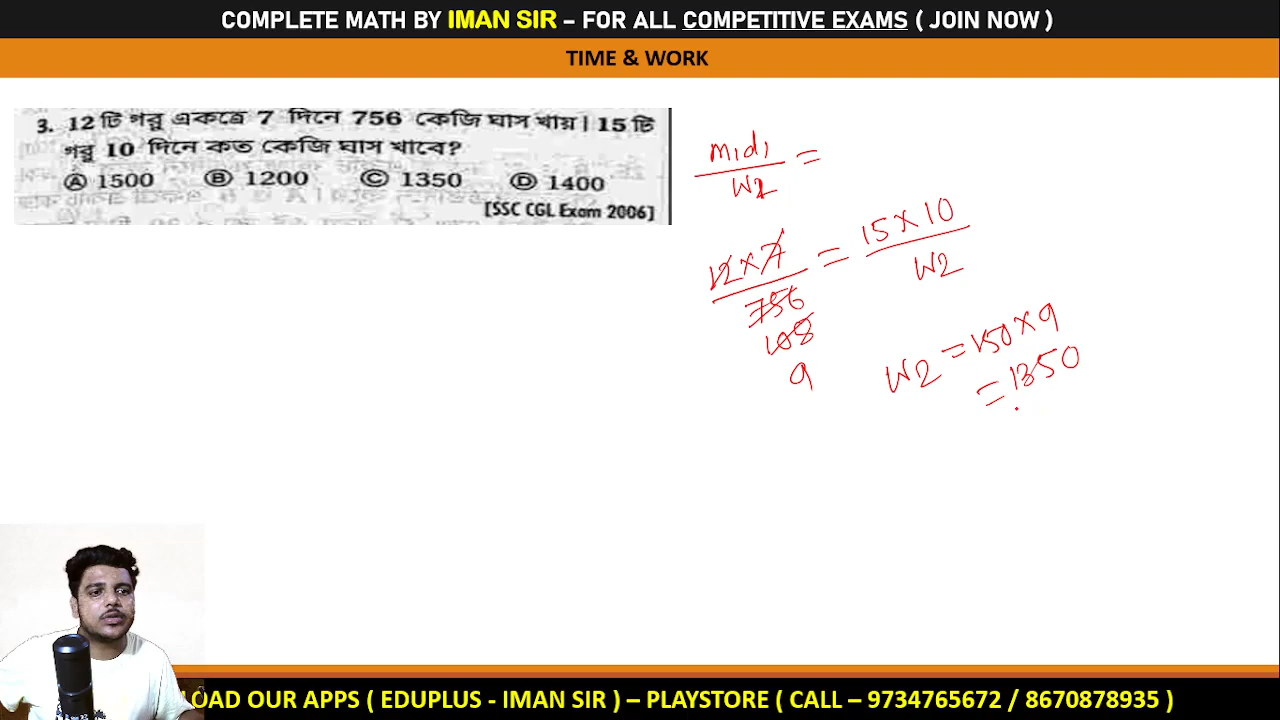 COMPLETE MATH BY IMAN SIR – FOR ALL COMPETITIVE EXAMS ( JOIN NOW )
TIME & WORK
3. 12 টি গরু একত্রে 7 দিনে 756 কেজি ঘাস খায়। 15 টি
গরু 10 দিনে কত কেজি ঘাস খাবে?
Ⓐ 1500 Ⓑ 1200 Ⓒ 1350 Ⓓ 1400
[SSC CGL Exam 2006]
m1d1 =
W1
12 × 7 = 15 × 10
756 W2
108
9
W2 = 150 × 9
= 1350
OAD OUR APPS ( EDUPLUS - IMAN SIR ) – PLAYSTORE ( CALL – 9734765672 / 8670878935 )